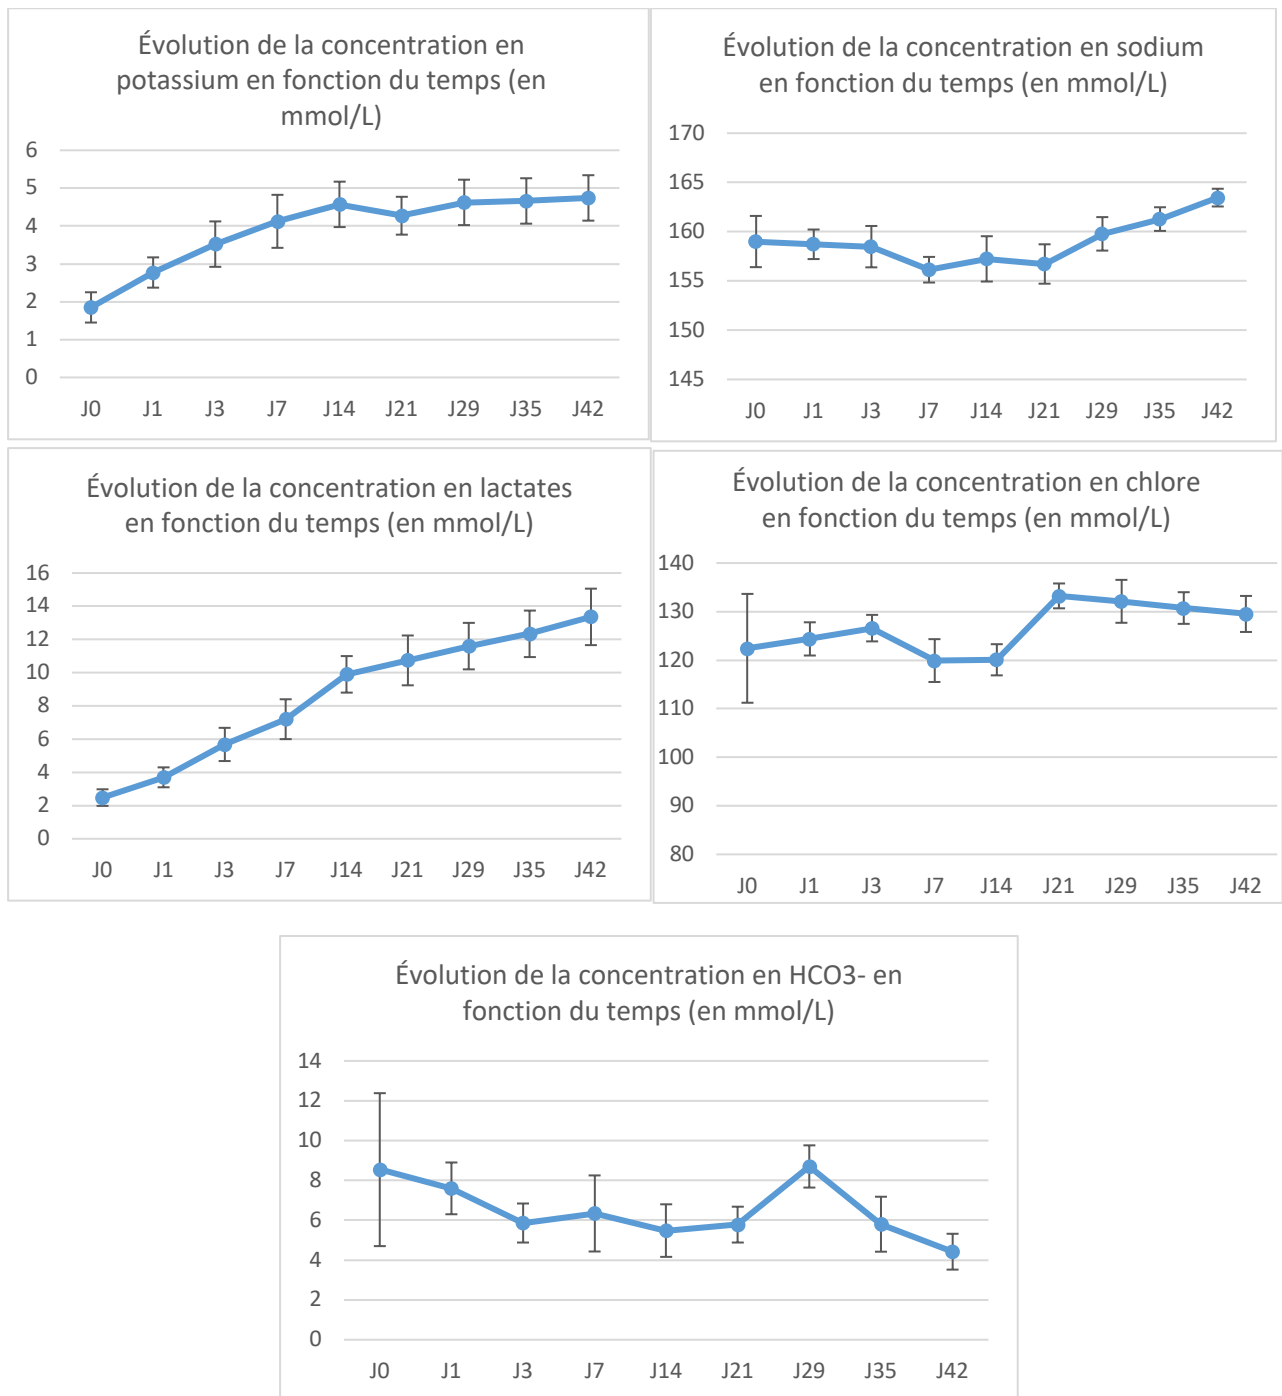 Évolution de la concentration en
potassium en fonction du temps (en
mmol/L)
6
5
4
3
2
1
0
J0 J1 J3 J7 J14 J21 J29 J35 J42
Évolution de la concentration en sodium
en fonction du temps (en mmol/L)
170
165
160
155
150
145
J0 J1 J3 J7 J14 J21 J29 J35 J42
Évolution de la concentration en lactates
en fonction du temps (en mmol/L)
16
14
12
10
8
6
4
2
0
J0 J1 J3 J7 J14 J21 J29 J35 J42
Évolution de la concentration en chlore
en fonction du temps (en mmol/L)
140
130
120
110
100
90
80
J0 J1 J3 J7 J14 J21 J29 J35 J42
Évolution de la concentration en HCO3- en
fonction du temps (en mmol/L)
14
12
10
8
6
4
2
0
J0 J1 J3 J7 J14 J21 J29 J35 J42